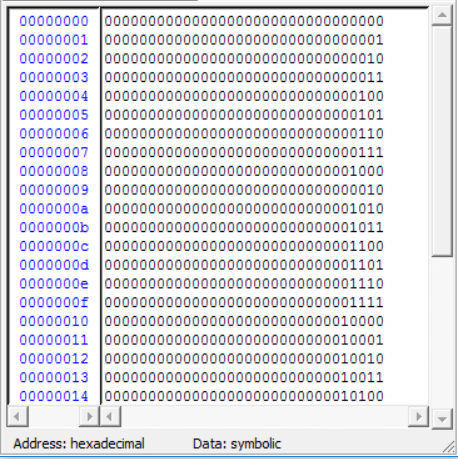 00000000 00000000000000000000000000000000
00000001 00000000000000000000000000000001
00000002 00000000000000000000000000000010
00000003 00000000000000000000000000000011
00000004 00000000000000000000000000000100
00000005 00000000000000000000000000000101
00000006 00000000000000000000000000000110
00000007 00000000000000000000000000000111
00000008 00000000000000000000000000001000
00000009 00000000000000000000000000000010
0000000a 00000000000000000000000000001010
0000000b 00000000000000000000000000001011
0000000c 00000000000000000000000000001100
0000000d 00000000000000000000000000001101
0000000e 00000000000000000000000000001110
0000000f 00000000000000000000000000001111
00000010 00000000000000000000000000010000
00000011 00000000000000000000000000010001
00000012 00000000000000000000000000010010
00000013 00000000000000000000000000010011
00000014 00000000000000000000000000010100
Address: hexadecimal Data: symbolic